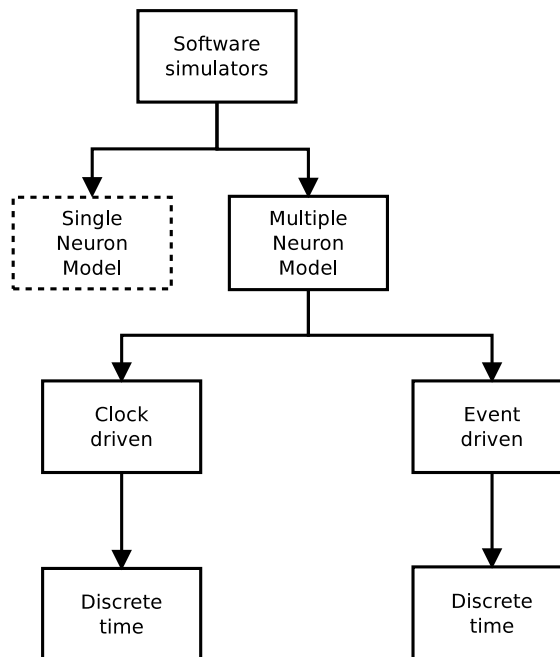 Software
simulators
Single
Neuron
Model
Multiple
Neuron
Model
Clock
driven
Event
driven
Discrete
time
Discrete
time